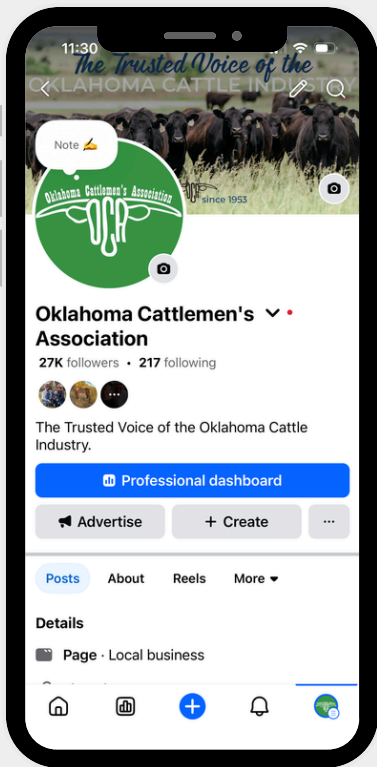 11:30
The Trusted Voice of the
OKLAHOMA CATTLE INDUSTRY
Note ✍️
Oklahoma Cattlemen's Association
OCA
since 1953
Oklahoma Cattlemen's
Association
27K followers • 217 following
The Trusted Voice of the Oklahoma Cattle
Industry.
Professional dashboard
Advertise
+ Create
...
Posts About Reels More
Details
Page · Local business